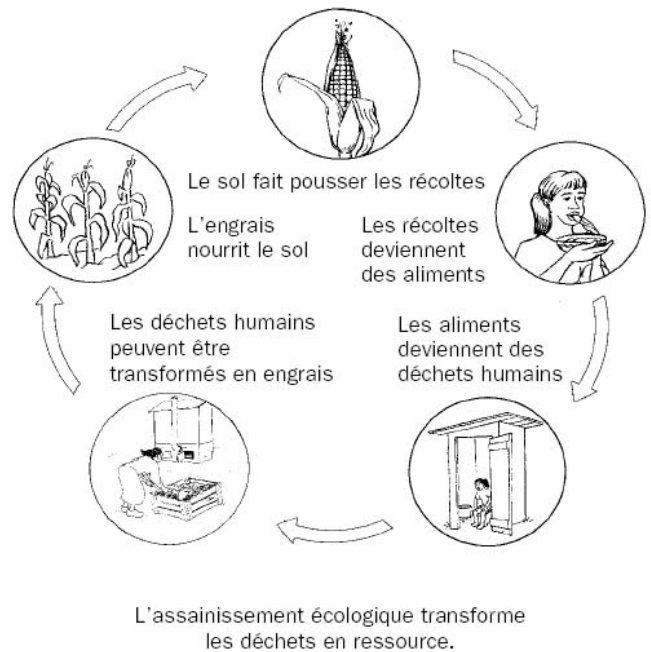 Le sol fait pousser les récoltes
L'engrais
nourrit le sol
Les récoltes
deviennent
des aliments
Les déchets humains
peuvent être
transformés en engrais
Les aliments
deviennent des
déchets humains
L'assainissement écologique transforme
les déchets en ressource.